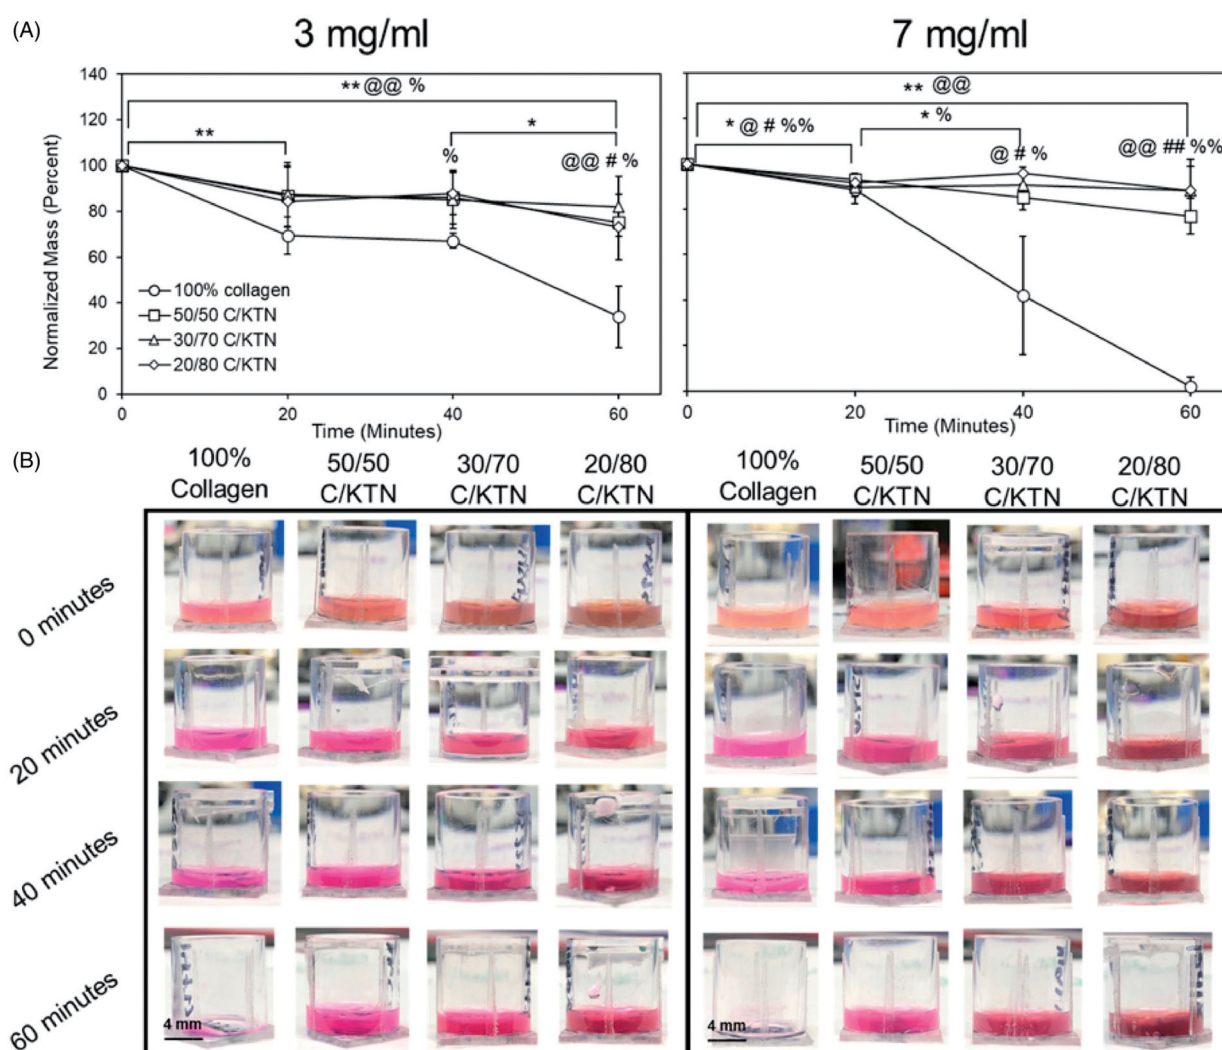 (A)
3 mg/ml
7 mg/ml
Normalized Mass (Percent)
140
120
100
80
60
40
20
0
** @@ % 
**
*
%
@@ # %
100% collagen
50/50 C/KTN
30/70 C/KTN
20/80 C/KTN
0 20 40 60
Time (Minutes)
** @@
* @ # %%
* %
@ # %
@@ ## %%
0 20 40 60
Time (Minutes)
(B)
100% Collagen
50/50 C/KTN
30/70 C/KTN
20/80 C/KTN
100% Collagen
50/50 C/KTN
30/70 C/KTN
20/80 C/KTN
0 minutes
20 minutes
40 minutes
60 minutes
4 mm
4 mm